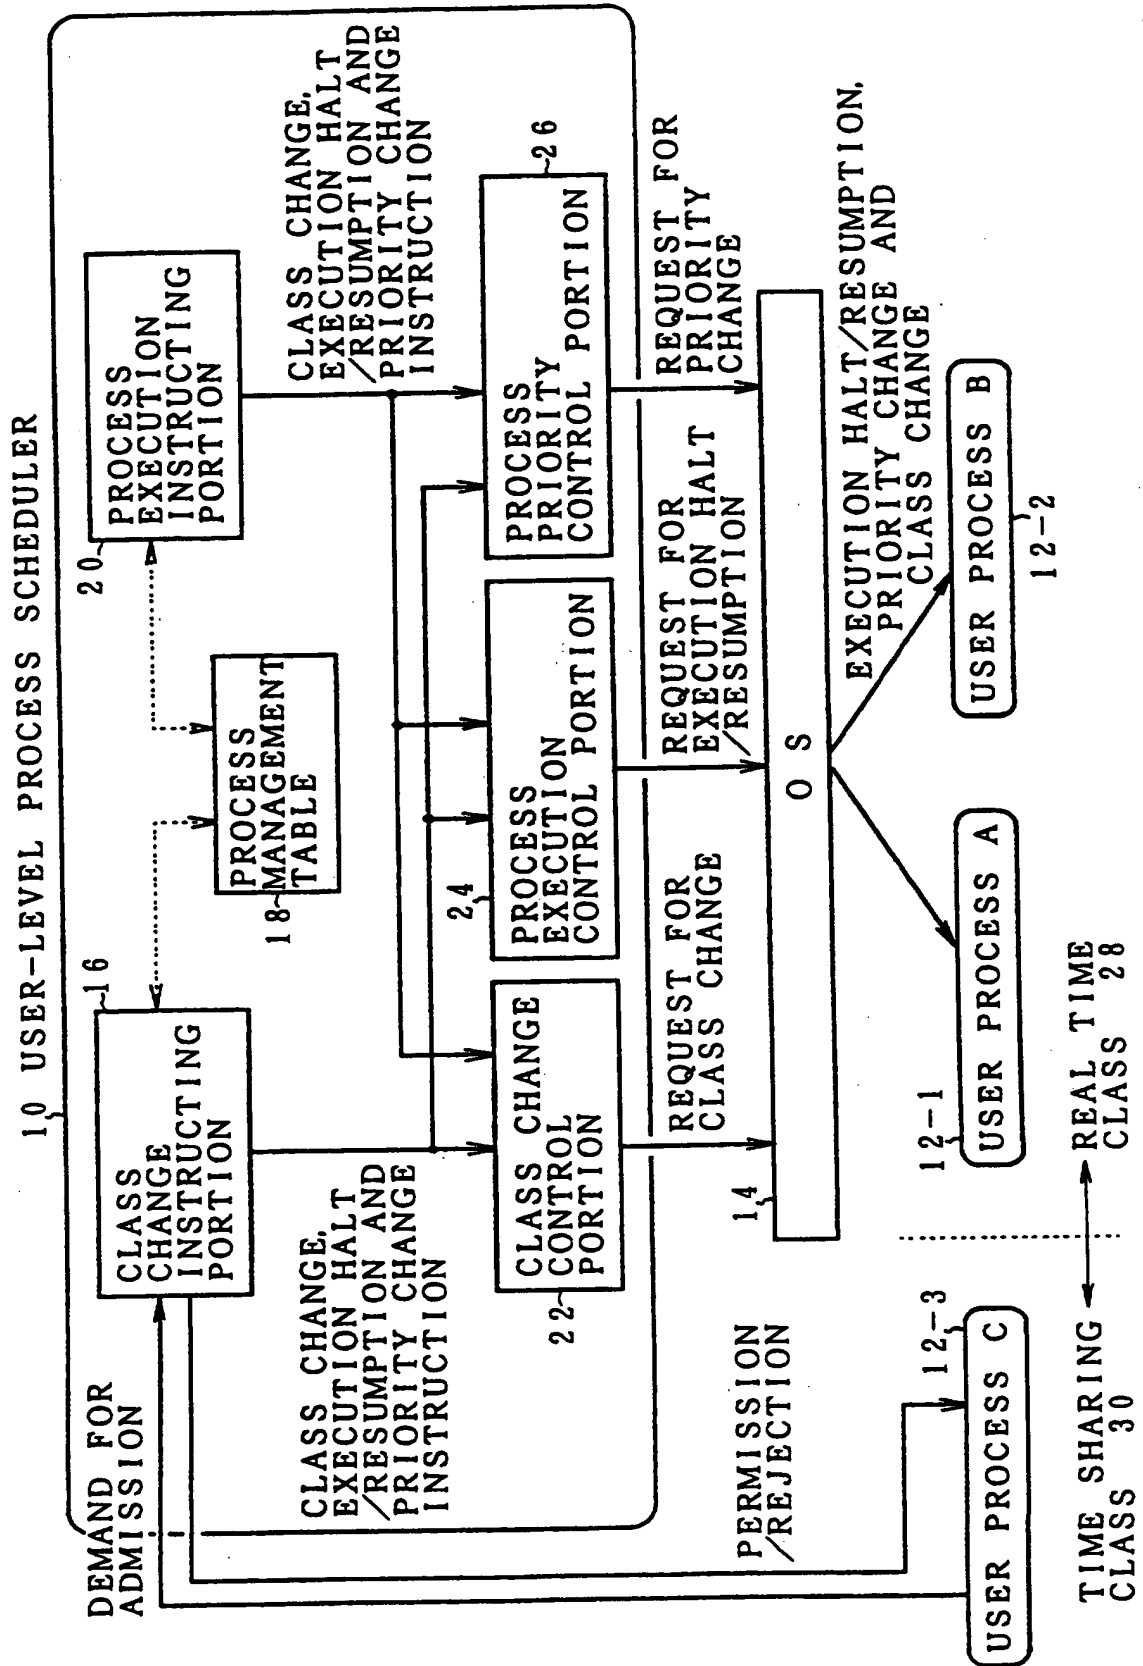 10 USER-LEVEL PROCESS SCHEDULER
DEMAND FOR
ADMISSION
16
CLASS
CHANGE
INSTRUCTING
PORTION
18
PROCESS
MANAGEMENT
TABLE
20
PROCESS
EXECUTION
INSTRUCTING
PORTION
CLASS CHANGE,
EXECUTION HALT
/RESUMPTION AND
PRIORITY CHANGE
INSTRUCTION
CLASS CHANGE,
EXECUTION HALT
/RESUMPTION AND
PRIORITY CHANGE
INSTRUCTION
22
CLASS CHANGE
CONTROL
PORTION
24
PROCESS
EXECUTION
CONTROL PORTION
26
PROCESS
PRIORITY
CONTROL PORTION
PERMISSION
/REJECTION
REQUEST FOR
CLASS CHANGE
REQUEST FOR
EXECUTION HALT
/RESUMPTION
REQUEST FOR
PRIORITY
CHANGE
14
OS
EXECUTION HALT/RESUMPTION,
PRIORITY CHANGE AND
CLASS CHANGE
12-3
USER PROCESS C
12-1
USER PROCESS A
USER PROCESS B
12-2
TIME SHARING
CLASS 30
REAL TIME
CLASS 28